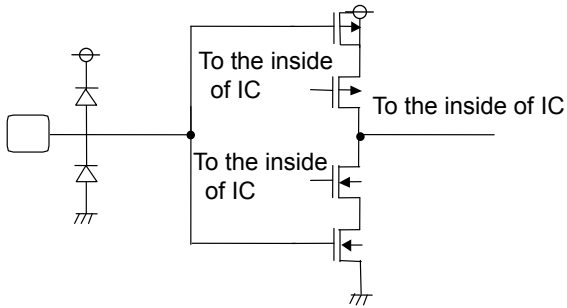 To the inside
of IC
To the inside of IC
To the inside
of IC